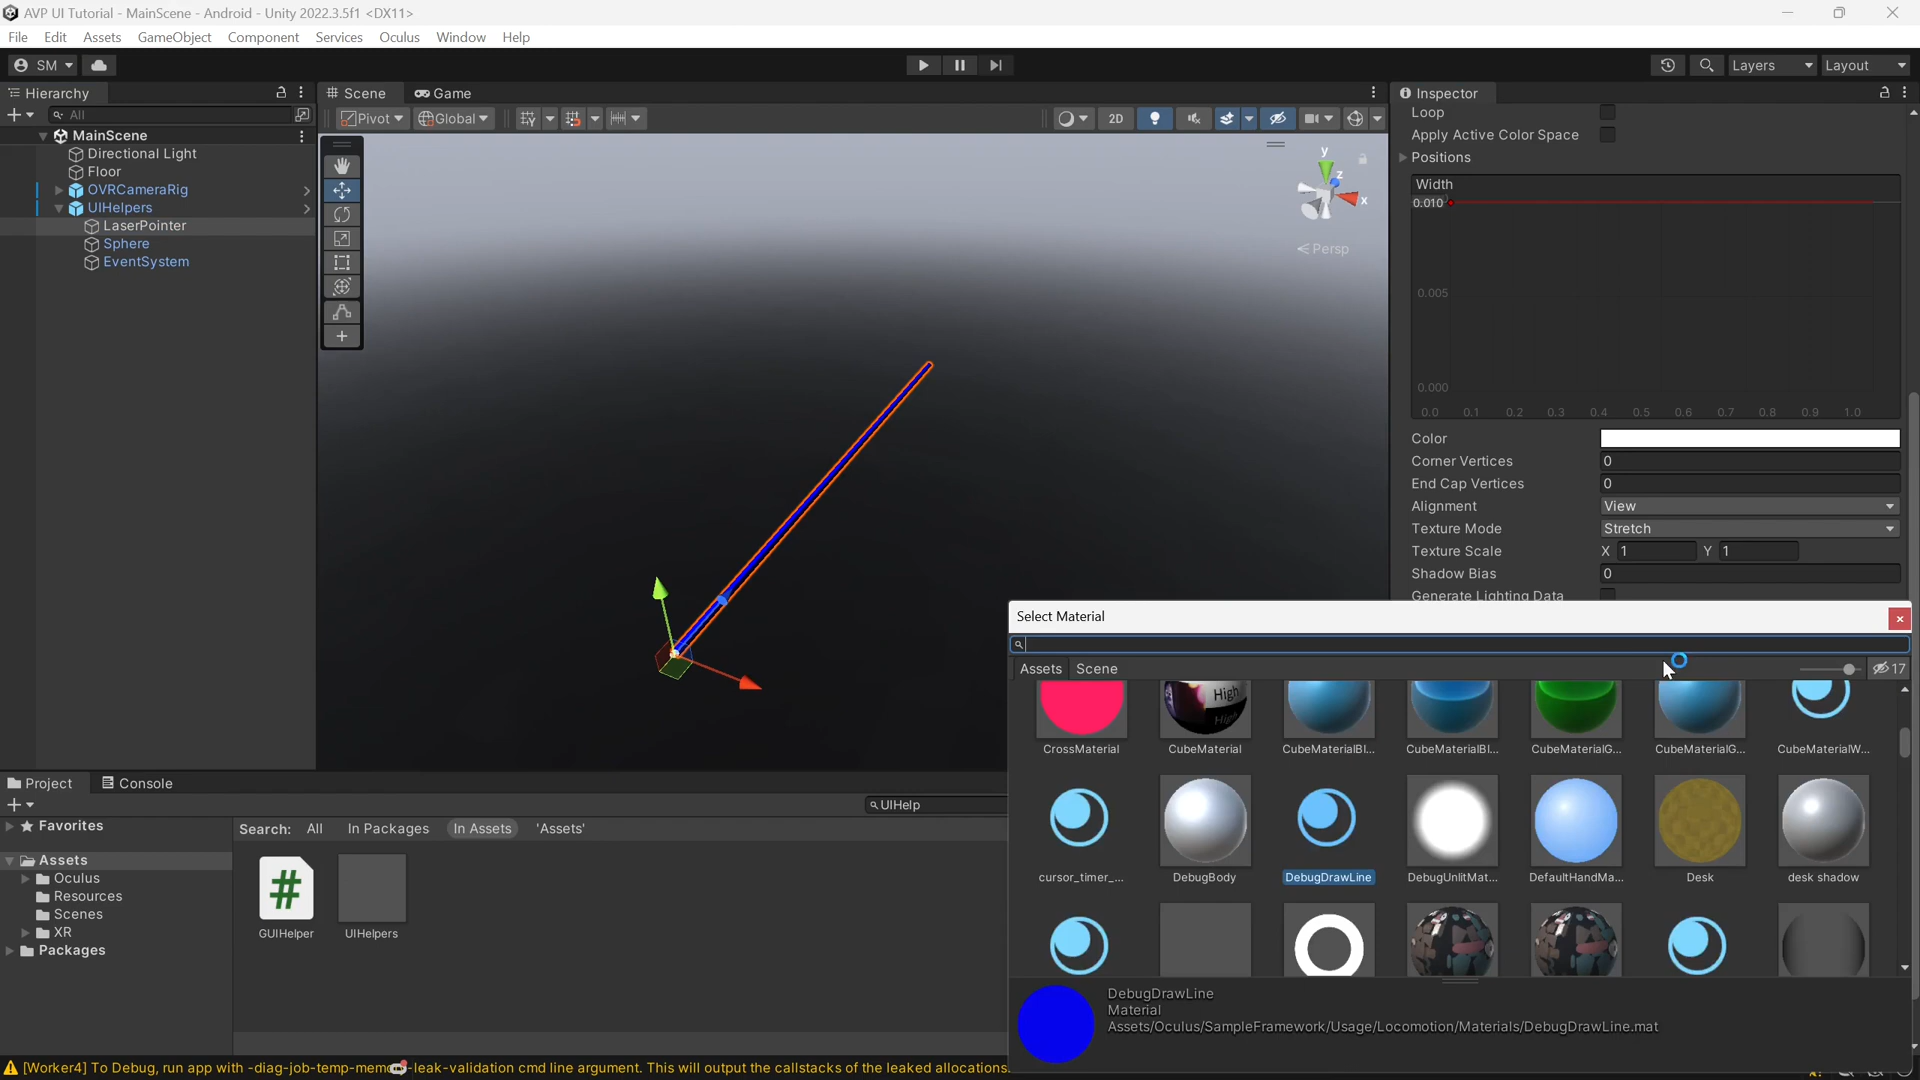 AVP UI Tutorial - MainScene - Android - Unity 2022.3.5f1 <DX11>
File Edit Assets GameObject Component Services Oculus Window Help
SM Layers Layout
Hierarchy Scene Game Inspector
All Pivot Global 2D
MainScene
Directional Light
Floor
OVRCameraRig
UIHelpers
LaserPointer
Sphere
EventSystem
y
z
x
Persp
Loop
Apply Active Color Space
Positions
Width
0.010
0.005
0.000
0.0 0.1 0.2 0.3 0.4 0.5 0.6 0.7 0.8 0.9 1.0
Color
Corner Vertices 0
End Cap Vertices 0
Alignment View
Texture Mode Stretch
Texture Scale X 1 Y 1
Shadow Bias 0
Generate Lighting Data
Select Material
Assets Scene 17
High
CrossMaterial CubeMaterial CubeMaterialBl... CubeMaterialBl... CubeMaterialG... CubeMaterialG... CubeMaterialW...
cursor_timer_... DebugBody DebugDrawLine DebugUnlitMat... DefaultHandMa... Desk desk shadow
DebugDrawLine
Material
Assets/Oculus/SampleFramework/Usage/Locomotion/Materials/DebugDrawLine.mat
Project Console
UIHelp
Favorites
Search: All In Packages In Assets 'Assets'
Assets
Oculus
Resources
Scenes
XR
Packages
GUIHelper UIHelpers
[Worker4] To Debug, run app with -diag-job-temp-memo -leak-validation cmd line argument. This will output the callstacks of the leaked allocations